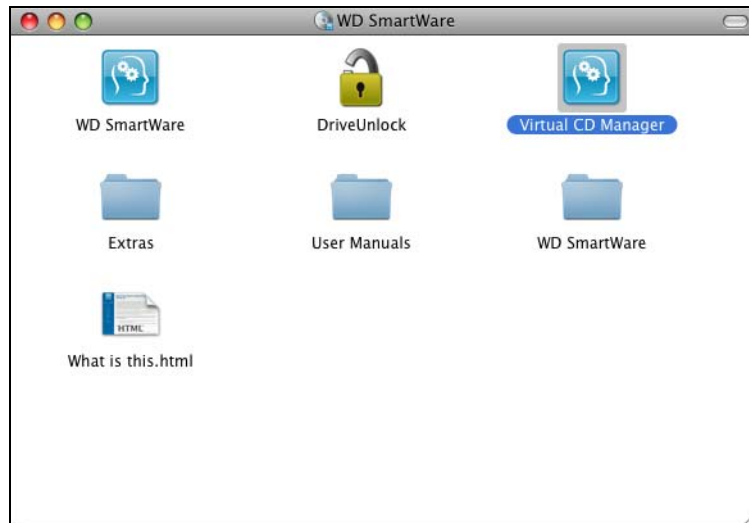 WD SmartWare
WD SmartWare DriveUnlock Virtual CD Manager
Extras User Manuals WD SmartWare
HTML
What is this.html